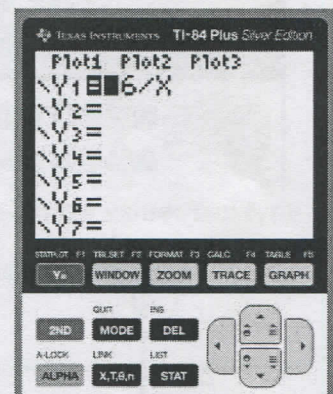 TEXAS INSTRUMENTS TI-84 Plus Silver Edition
Plot1 Plot2 Plot3
\Y1=■6/X
\Y2=
\Y3=
\Y4=
\Y5=
\Y6=
\Y7=
STAT PLOT F1 TBLSET F2 FORMAT F3 CALC F4 TABLE F5
Y= WINDOW ZOOM TRACE GRAPH
QUIT INS
2ND MODE DEL
A-LOCK LINK LIST
ALPHA X,T,θ,n STAT